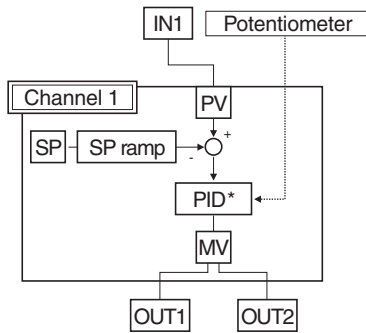 IN1
Potentiometer
Channel 1
PV
+
SP
SP ramp
-
PID*
MV
OUT1
OUT2